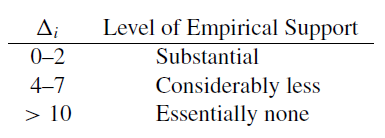 Δi Level of Empirical Support
0–2 Substantial
4–7 Considerably less
> 10 Essentially none